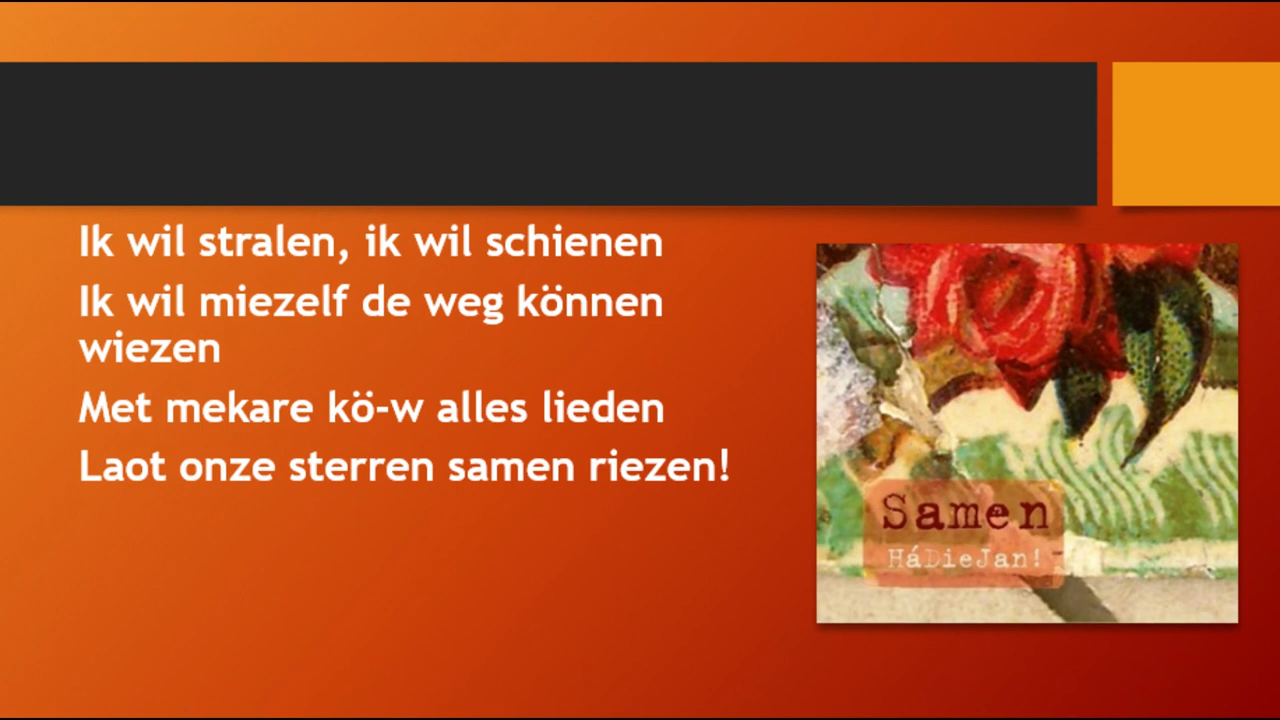 Ik wil stralen, ik wil schienen
Ik wil miezelf de weg können
wiezen
Met mekare kö-w alles lieden
Laot onze sterren samen riezen!
Samen
HáDieJan!